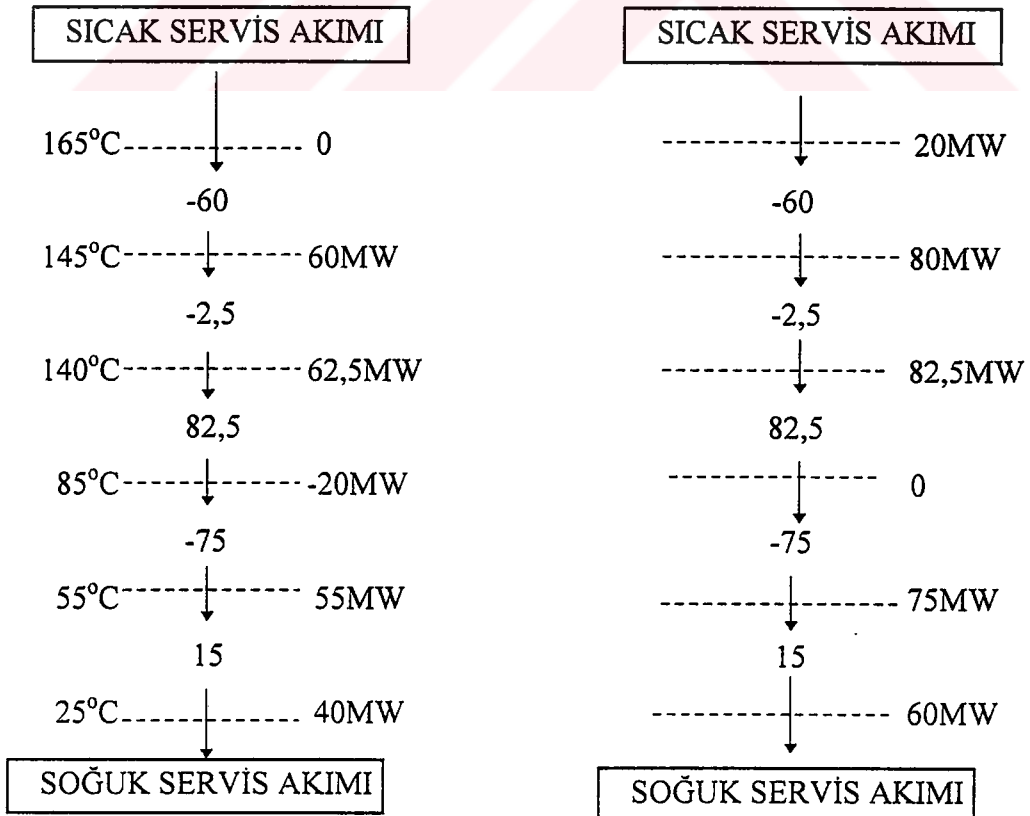 SICAK SERVİS AKIMI SICAK SERVİS AKIMI
165°C 0 20MW
-60 -60
145°C 60MW 80MW
-2,5 -2,5
140°C 62,5MW 82,5MW
82,5 82,5
85°C -20MW 0
-75 -75
55°C 55MW 75MW
15 15
25°C 40MW 60MW
SOĞUK SERVİS AKIMI SOĞUK SERVİS AKIMI